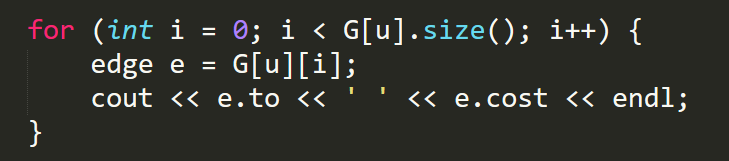 for (int i = 0; i < G[u].size(); i++) {
    edge e = G[u][i];
    cout << e.to << ' ' << e.cost << endl;
}